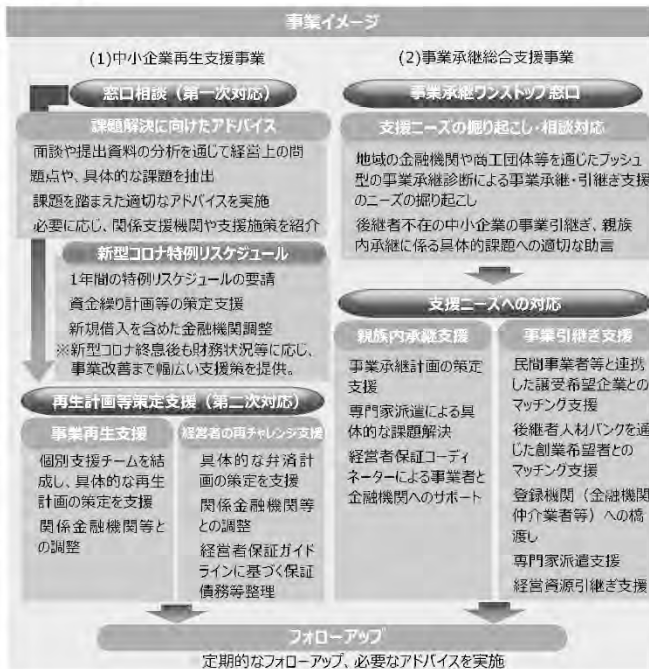 事業イメージ
(1)中小企業再生支援事業
窓口相談（第一次対応）
課題解決に向けたアドバイス
面談や提出資料の分析を通じて経営上の問
題点や、具体的な課題を抽出
課題を踏まえた適切なアドバイスを実施
必要に応じ、関係支援機関や支援施策を紹介
新型コロナ特例リスケジュール
1年間の特例リスケジュールの要請
資金繰り計画等の策定支援
新規借入を含めた金融機関調整
※新型コロナ終息後も財務状況等に応じ、
事業改善まで幅広い支援策を提供。
再生計画等策定支援（第二次対応）
事業再生支援
個別支援チームを結
成し、具体的な再生
計画の策定を支援
関係金融機関等と
の調整
経営者の再チャレンジ支援
具体的な弁済計
画の策定を支援
関係金融機関等
との調整
経営者保証ガイド
ラインに基づく保証
債務等整理
(2)事業承継総合支援事業
事業承継ワンストップ窓口
支援ニーズの掘り起こし・相談対応
地域の金融機関や商工団体等を通じたプッシュ
型の事業承継診断による事業承継・引継ぎ支援
のニーズの掘り起こし
後継者不在の中小企業の事業引継ぎ、親族
内承継に係る具体的課題への適切な助言
支援ニーズへの対応
親族内承継支援
事業承継計画の策定
支援
専門家派遣による具
体的な課題解決
経営者保証コーディ
ネーターによる事業者と
金融機関へのサポート
事業引継ぎ支援
民間事業者等と連携
した譲受希望企業との
マッチング支援
後継者人材バンクを通
じた創業希望者との
マッチング支援
登録機関（金融機関
仲介業者等）への橋
渡し
専門家派遣支援
経営資源引継ぎ支援
フォローアップ
定期的なフォローアップ、必要なアドバイスを実施